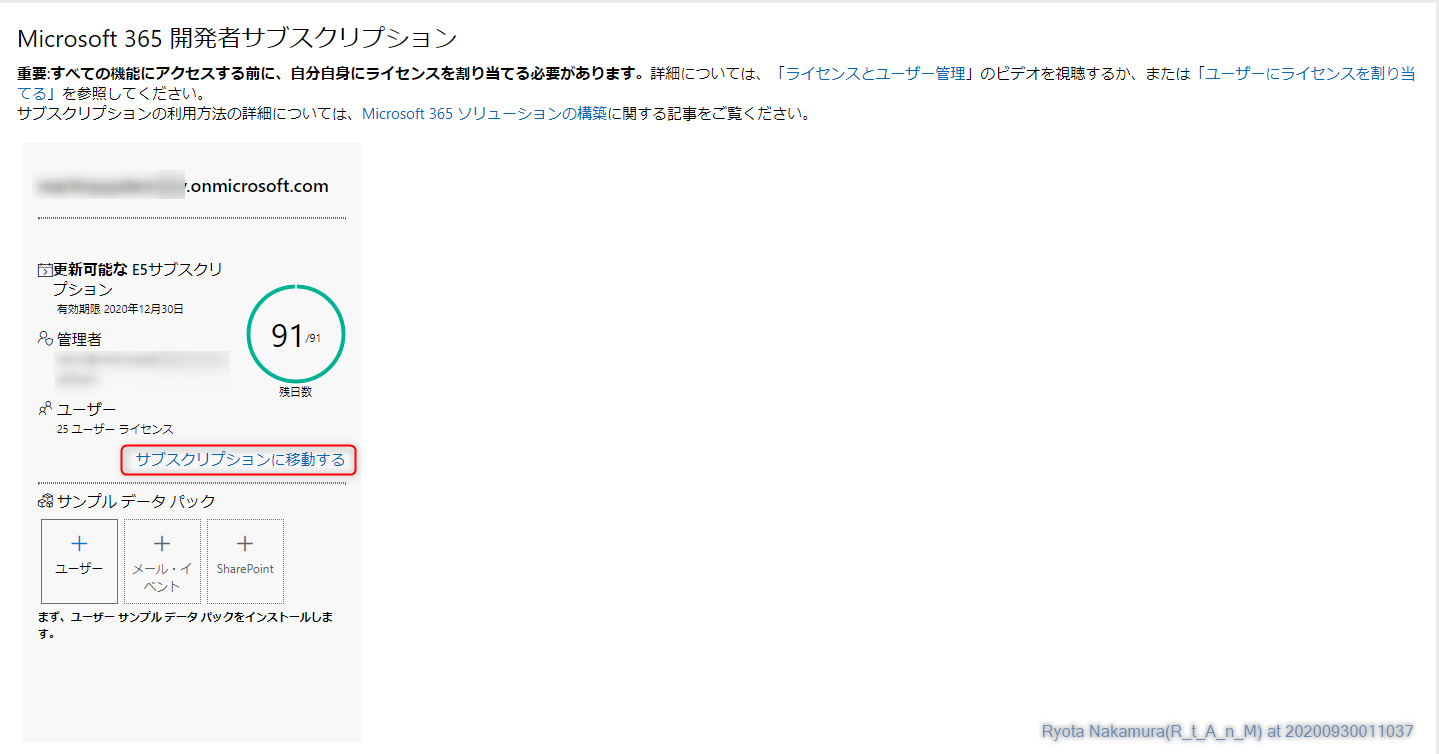 Microsoft 365 開発者サブスクリプション
重要:すべての機能にアクセスする前に、自分自身にライセンスを割り当てる必要があります。詳細については、「ライセンスとユーザー管理」のビデオを視聴するか、または「ユーザーにライセンスを割り当
てる」を参照してください。
サブスクリプションの利用方法の詳細については、Microsoft 365 ソリューションの構築に関する記事をご覧ください。
.onmicrosoft.com
更新可能な E5サブスクリ
プション
有効期限 2020年12月30日
91/91
残日数
管理者
ユーザー
25 ユーザー ライセンス
サブスクリプションに移動する
サンプル データ パック
ユーザー
メール・イ
ベント
SharePoint
まず、ユーザー サンプル データ パックをインストールしま
す。
Ryota Nakamura(R_t_A_n_M) at 20200930011037